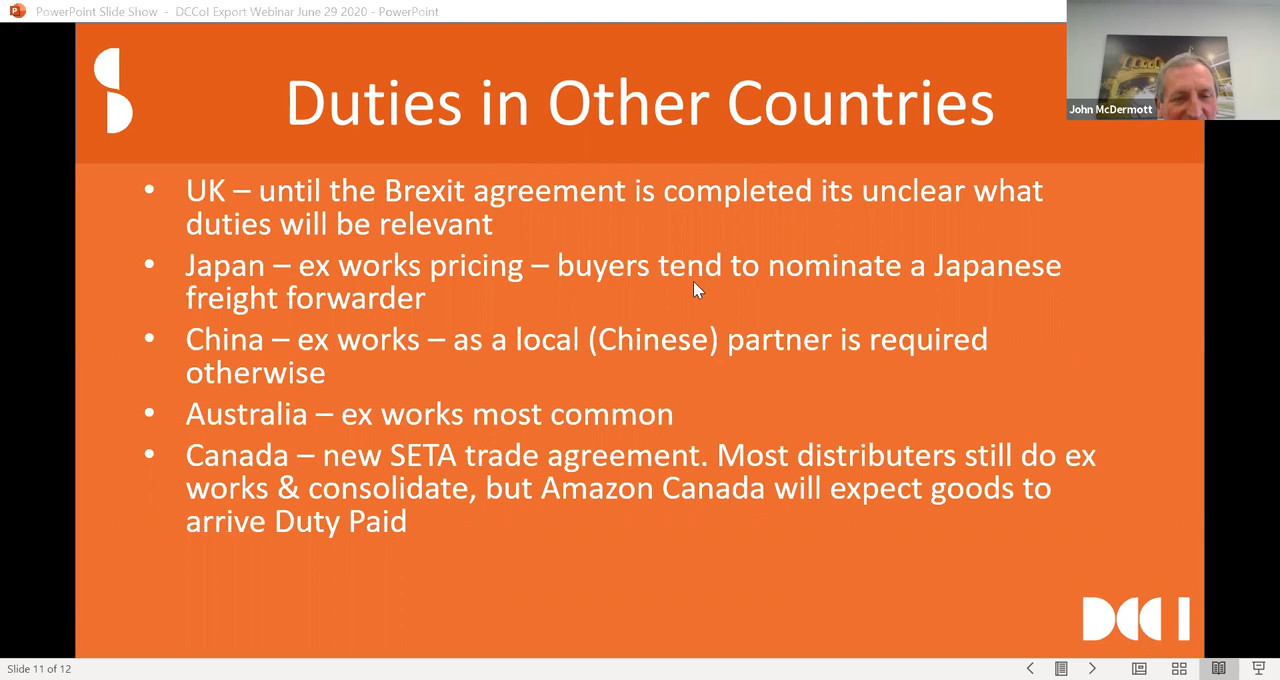 PowerPoint Slide Show - DCCoI Export Webinar June 29 2020 - PowerPoint
John McDermott
Duties in Other Countries
• UK – until the Brexit agreement is completed its unclear what
duties will be relevant
• Japan – ex works pricing – buyers tend to nominate a Japanese
freight forwarder
• China – ex works – as a local (Chinese) partner is required
otherwise
• Australia – ex works most common
• Canada – new SETA trade agreement. Most distributers still do ex
works & consolidate, but Amazon Canada will expect goods to
arrive Duty Paid
DCCI
Slide 11 of 12